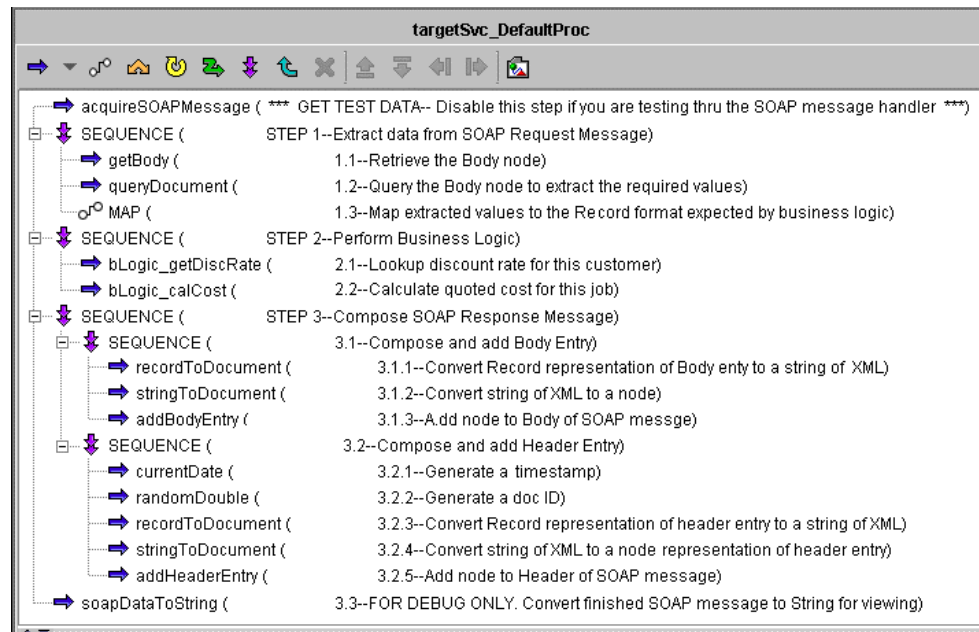 targetSvc_DefaultProc
acquireSOAPMessage ( *** GET TEST DATA-- Disable this step if you are testing thru the SOAP message handler ***)
SEQUENCE ( STEP 1--Extract data from SOAP Request Message)
getBody ( 1.1--Retrieve the Body node)
queryDocument ( 1.2--Query the Body node to extract the required values)
MAP ( 1.3--Map extracted values to the Record format expected by business logic)
SEQUENCE ( STEP 2--Perform Business Logic)
bLogic_getDiscRate ( 2.1--Lookup discount rate for this customer)
bLogic_calCost ( 2.2--Calculate quoted cost for this job)
SEQUENCE ( STEP 3--Compose SOAP Response Message)
SEQUENCE ( 3.1--Compose and add Body Entry)
recordToDocument ( 3.1.1--Convert Record representation of Body enty to a string of XML)
stringToDocument ( 3.1.2--Convert string of XML to a node)
addBodyEntry ( 3.1.3--A.dd node to Body of SOAP messge)
SEQUENCE ( 3.2--Compose and add Header Entry)
currentDate ( 3.2.1--Generate a timestamp)
randomDouble ( 3.2.2--Generate a doc ID)
recordToDocument ( 3.2.3--Convert Record representation of header entry to a string of XML)
stringToDocument ( 3.2.4--Convert string of XML to a node representation of header entry)
addHeaderEntry ( 3.2.5--Add node to Header of SOAP message)
soapDataToString ( 3.3--FOR DEBUG ONLY. Convert finished SOAP message to String for viewing)